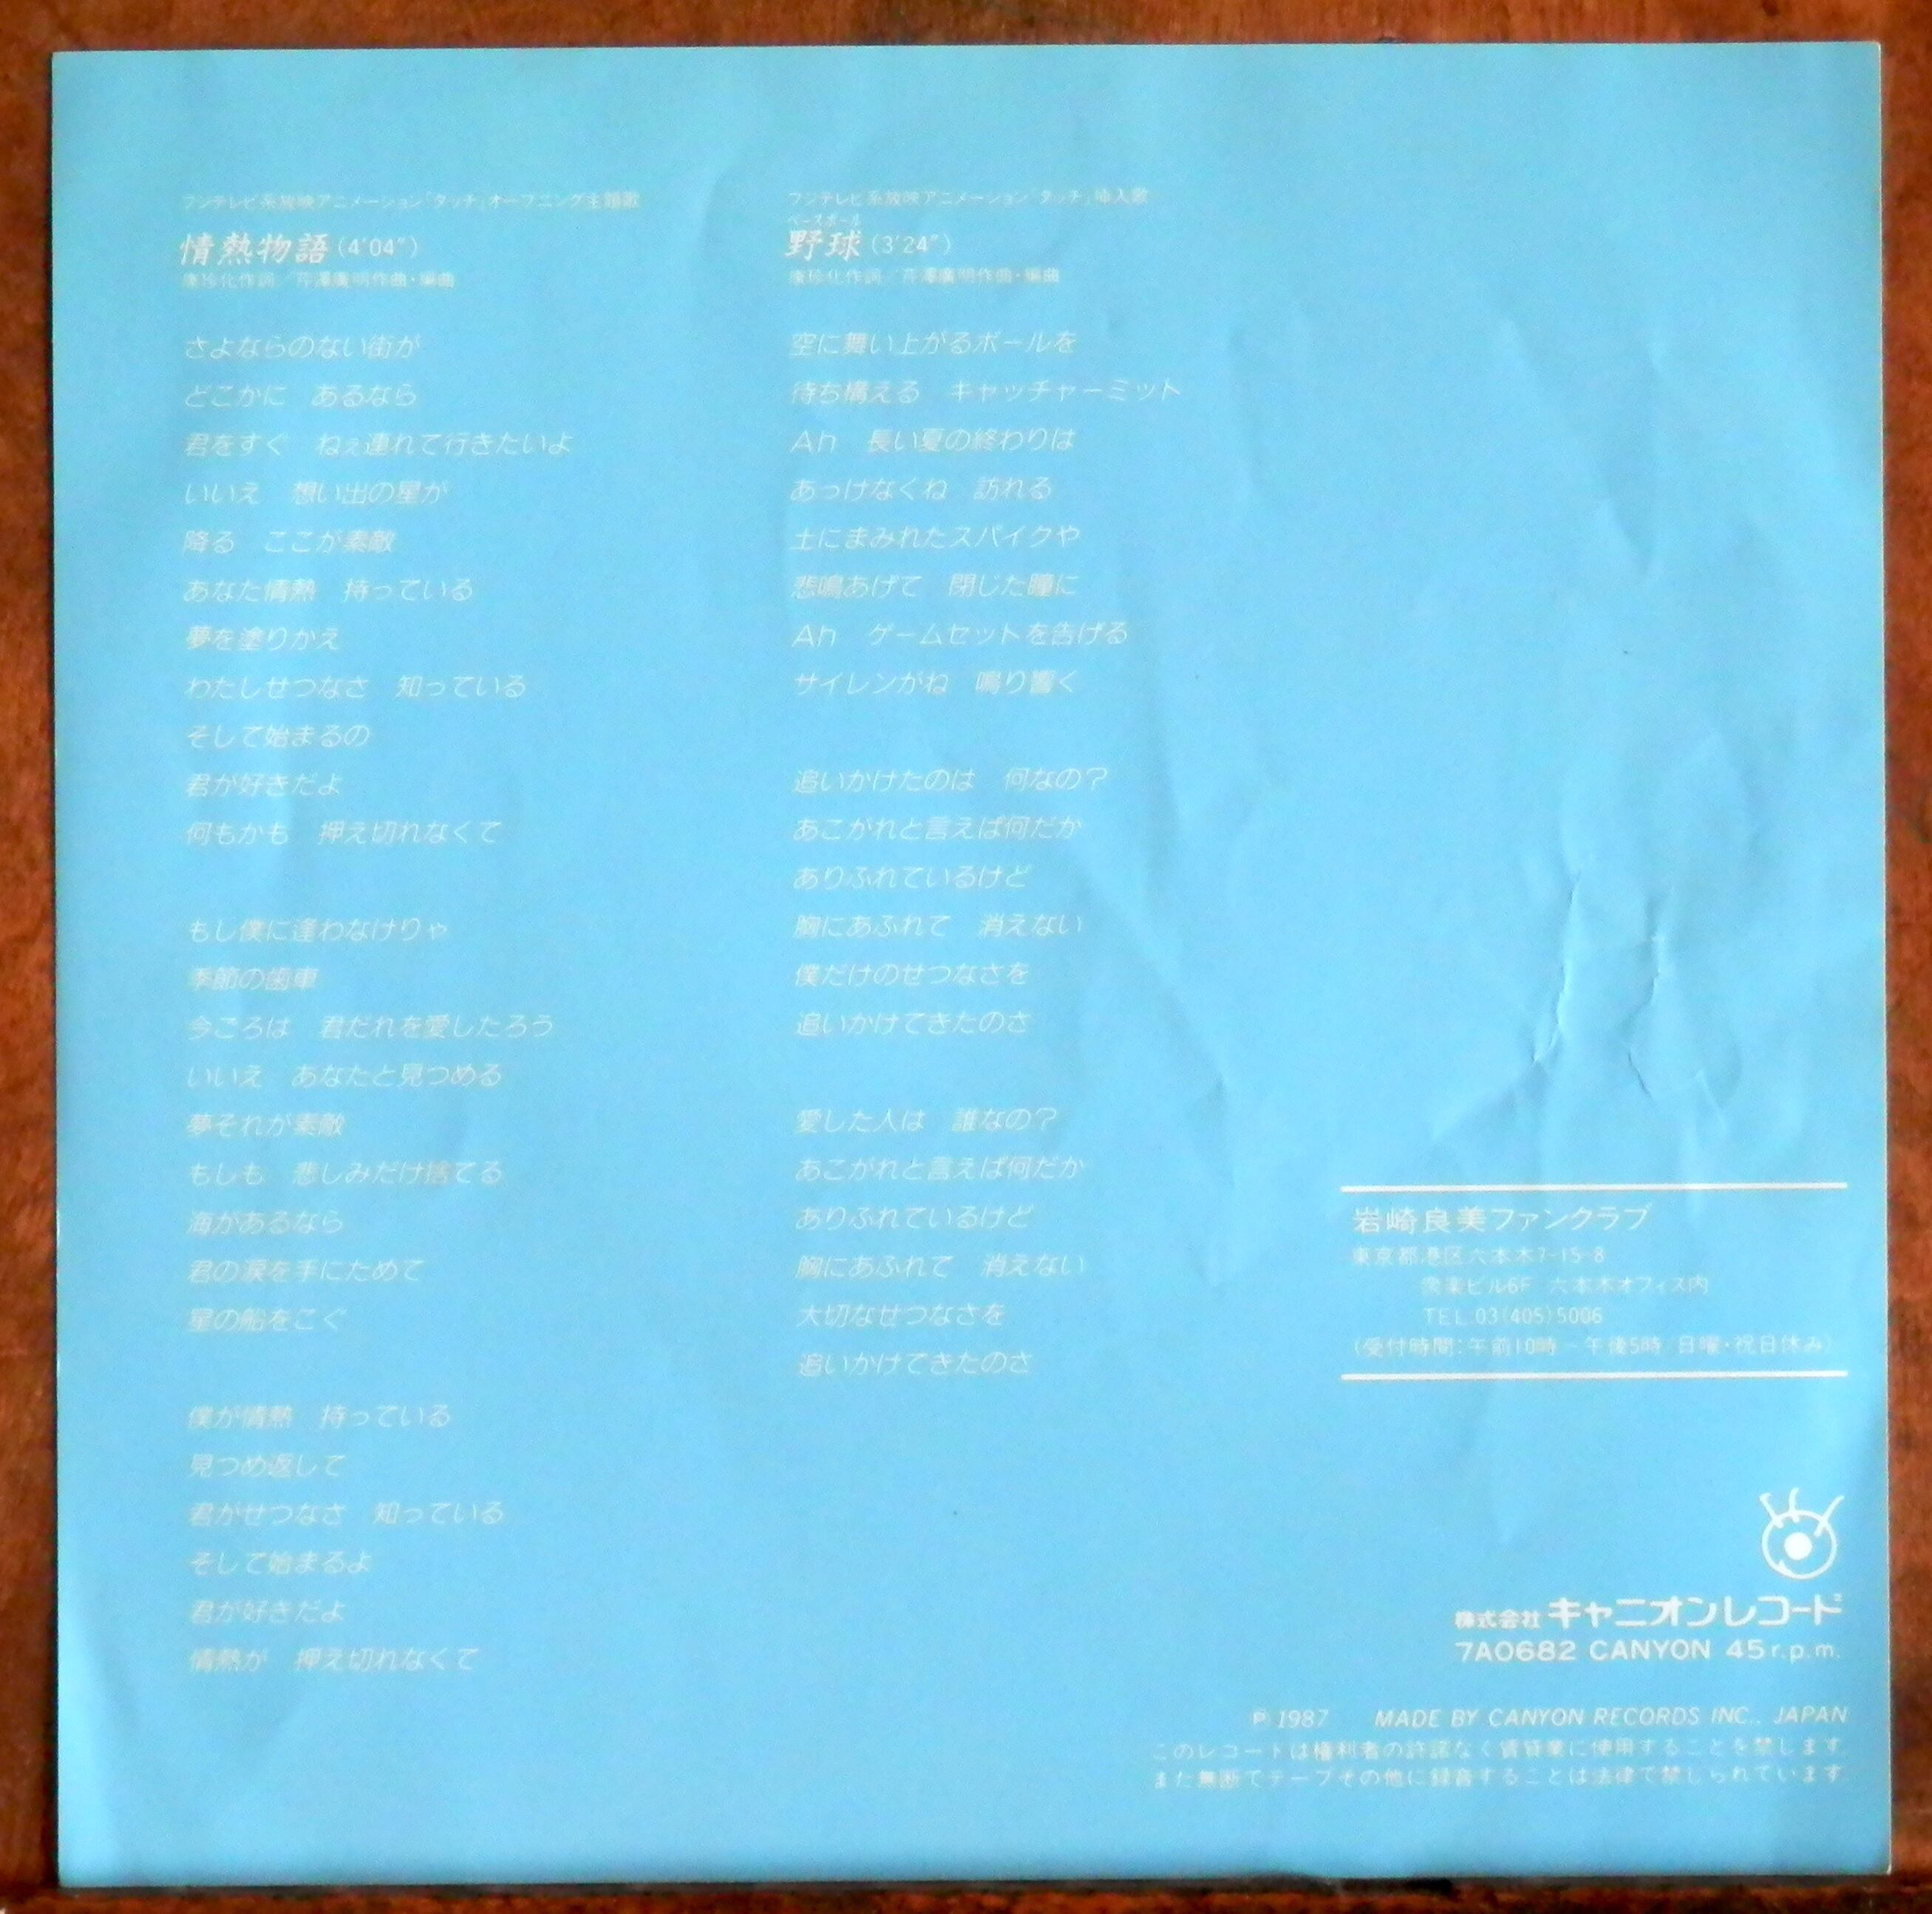 フジテレビ系放映アニメーション「タッチ」オープニング主題歌
情熱物語(4′04″)
康珍化作詞／芹澤廣明作曲・編曲
さよならのない街が
どこかに　あるなら
君をすぐ　ねぇ連れて行きたいよ
いいえ　想い出の星が
降る　ここが素敵
あなた情熱　持っている
夢を塗りかえ
わたしせつなさ　知っている
そして始まるの
君が好きだよ
何もかも　押え切れなくて
もし僕に逢わなけりゃ
季節の歯車
今ごろは　君だれを愛したろう
いいえ　あなたと見つめる
夢それが素敵
もしも　悲しみだけ捨てる
海があるなら
君の涙を手にためて
星の船をこぐ
僕が情熱　持っている
見つめ返して
君がせつなさ　知っている
そして始まるよ
君が好きだよ
情熱が　押え切れなくて
フジテレビ系放映アニメーション「タッチ」挿入歌
ベースボール
野球(3′24″)
康珍化作詞／芹澤廣明作曲・編曲
空に舞い上がるボールを
待ち構える　キャッチャーミット
Ah　長い夏の終わりは
あっけなくね　訪れる
土にまみれたスパイクや
悲鳴あげて　閉じた瞳に
Ah　ゲームセットを告げる
サイレンがね　鳴り響く
追いかけたのは　何なの？
あこがれと言えば何だか
ありふれているけど
胸にあふれて　消えない
僕だけのせつなさを
追いかけてきたのさ
愛した人は　誰なの？
あこがれと言えば何だか
ありふれているけど
胸にあふれて　消えない
大切なせつなさを
追いかけてきたのさ
岩崎良美ファンクラブ
東京都港区六本木7-15-8
ビル6F　六本木オフィス内
TEL.03(405)5006
(受付時間：午前10時～午後5時/日曜・祝日休み)
株式会社キャニオンレコード
7A0682 CANYON 45r.p.m.
℗1987　MADE BY CANYON RECORDS INC., JAPAN
このレコードは権利者の許諾なく賃貸業に使用することを禁じます
また無断でテープその他に録音することは法律で禁じられています